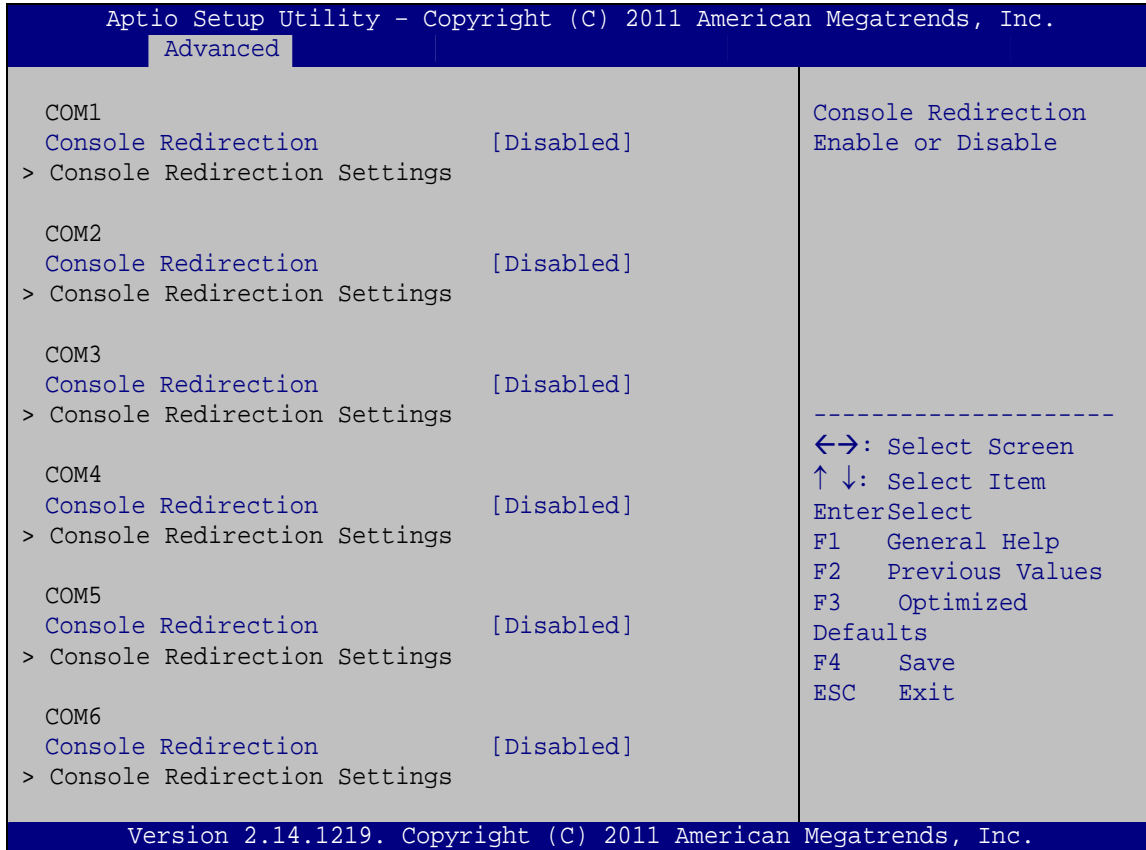 Aptio Setup Utility – Copyright (C) 2011 American Megatrends, Inc.
Advanced
COM1
Console Redirection [Disabled]
> Console Redirection Settings
COM2
Console Redirection [Disabled]
> Console Redirection Settings
COM3
Console Redirection [Disabled]
> Console Redirection Settings
COM4
Console Redirection [Disabled]
> Console Redirection Settings
COM5
Console Redirection [Disabled]
> Console Redirection Settings
COM6
Console Redirection [Disabled]
> Console Redirection Settings
Console Redirection
Enable or Disable
---------------------
←→: Select Screen
↑ ↓: Select Item
EnterSelect
F1 General Help
F2 Previous Values
F3 Optimized
Defaults
F4 Save
ESC Exit
Version 2.14.1219. Copyright (C) 2011 American Megatrends, Inc.